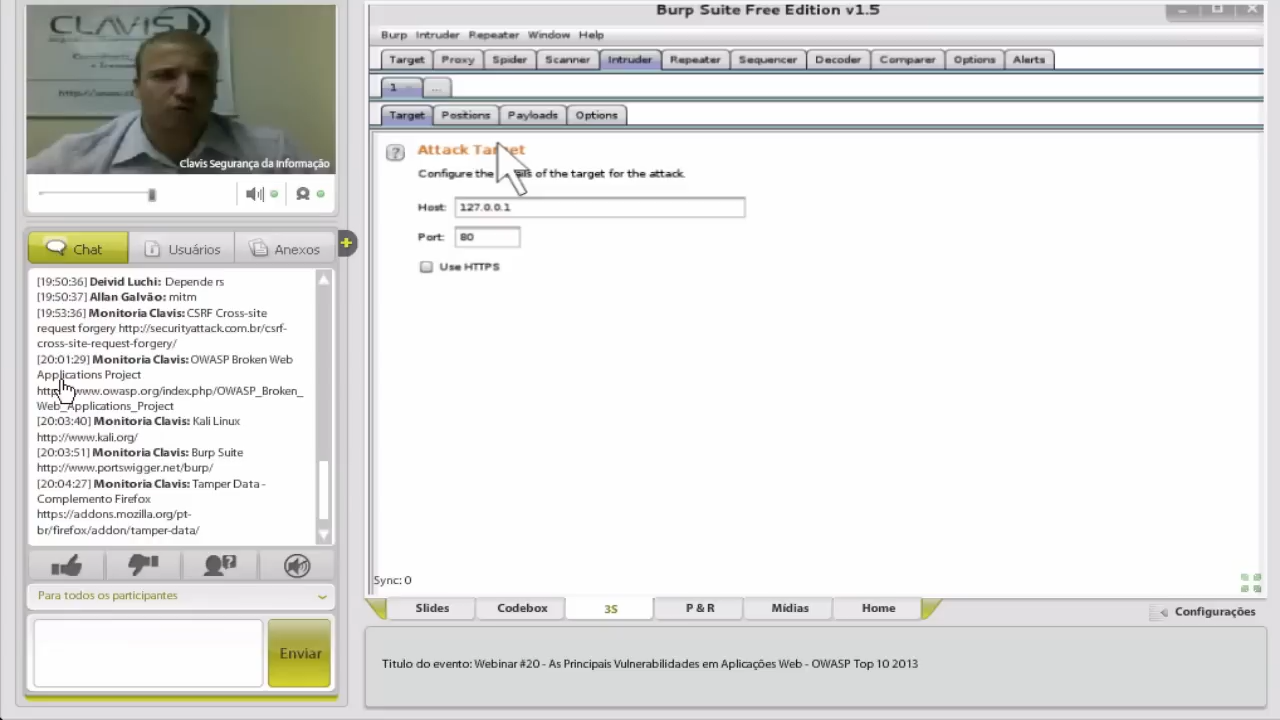 CLAVIS
Clavis Segurança da Informação
Chat
Usuários
Anexos
[19:50:36] Deivid Luchi: Depende rs
[19:50:37] Allan Galvão: mitm
[19:53:36] Monitoria Clavis: CSRF Cross-site
request forgery http://securityattack.com.br/csrf-
cross-site-request-forgery/
[20:01:29] Monitoria Clavis: OWASP Broken Web
Applications Project
www.owasp.org/index.php/OWASP_Broken_
Web_Applications_Project
[20:03:40] Monitoria Clavis: Kali Linux
http://www.kali.org/
[20:03:51] Monitoria Clavis: Burp Suite
http://www.portswigger.net/burp/
[20:04:27] Monitoria Clavis: Tamper Data -
Complemento Firefox
https://addons.mozilla.org/pt-
br/firefox/addon/tamper-data/
Para todos os participantes
Enviar
Burp Suite Free Edition v1.5
Burp Intruder Repeater Window Help
Target Proxy Spider Scanner Intruder Repeater Sequencer Decoder Comparer Options Alerts
1 ...
Target Positions Payloads Options
? Attack Target
Configure the of the target for the attack.
Host: 127.0.0.1
Port: 80
Use HTTPS
Sync: 0
Slides Codebox 3S P & R Mídias Home
Configurações
Titulo do evento: Webinar #20 - As Principais Vulnerabilidades em Aplicações Web - OWASP Top 10 2013